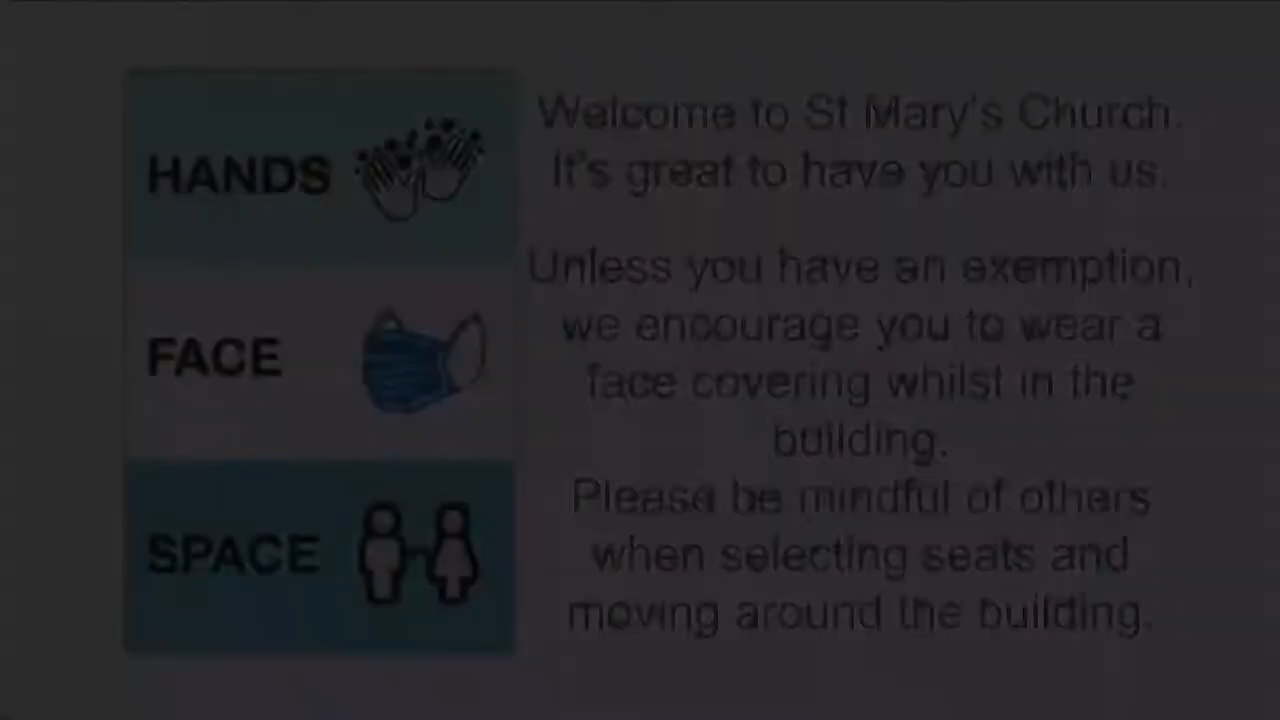 HANDS
FACE
SPACE
Welcome to St Mary's Church.
It's great to have you with us.
Unless you have an exemption,
we encourage you to wear a
face covering whilst in the
building.
Please be mindful of others
when selecting seats and
moving around the building.